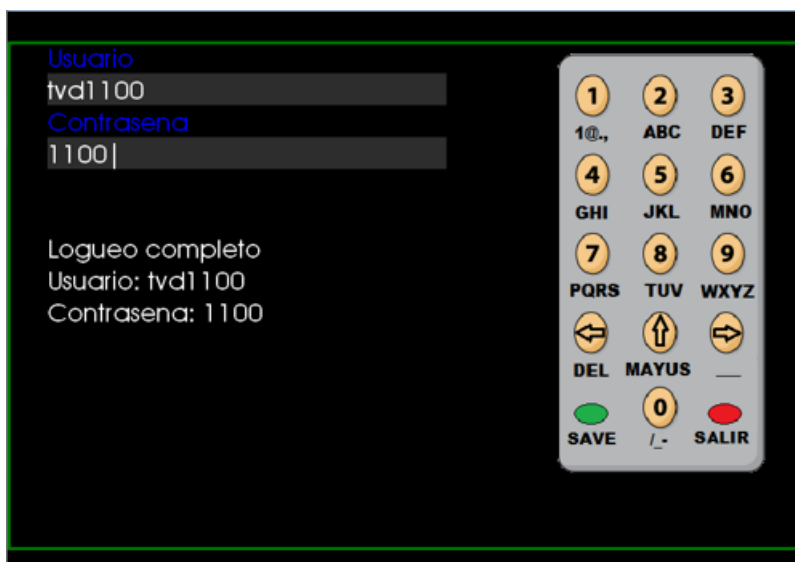 Usuario
tvd1100
Contrasena
1100
Logueo completo
Usuario: tvd1100
Contrasena: 1100
1 2 3
1@., ABC DEF
4 5 6
GHI JKL MNO
7 8 9
PQRS TUV WXYZ
DEL MAYUS __
0
SAVE /_- SALIR